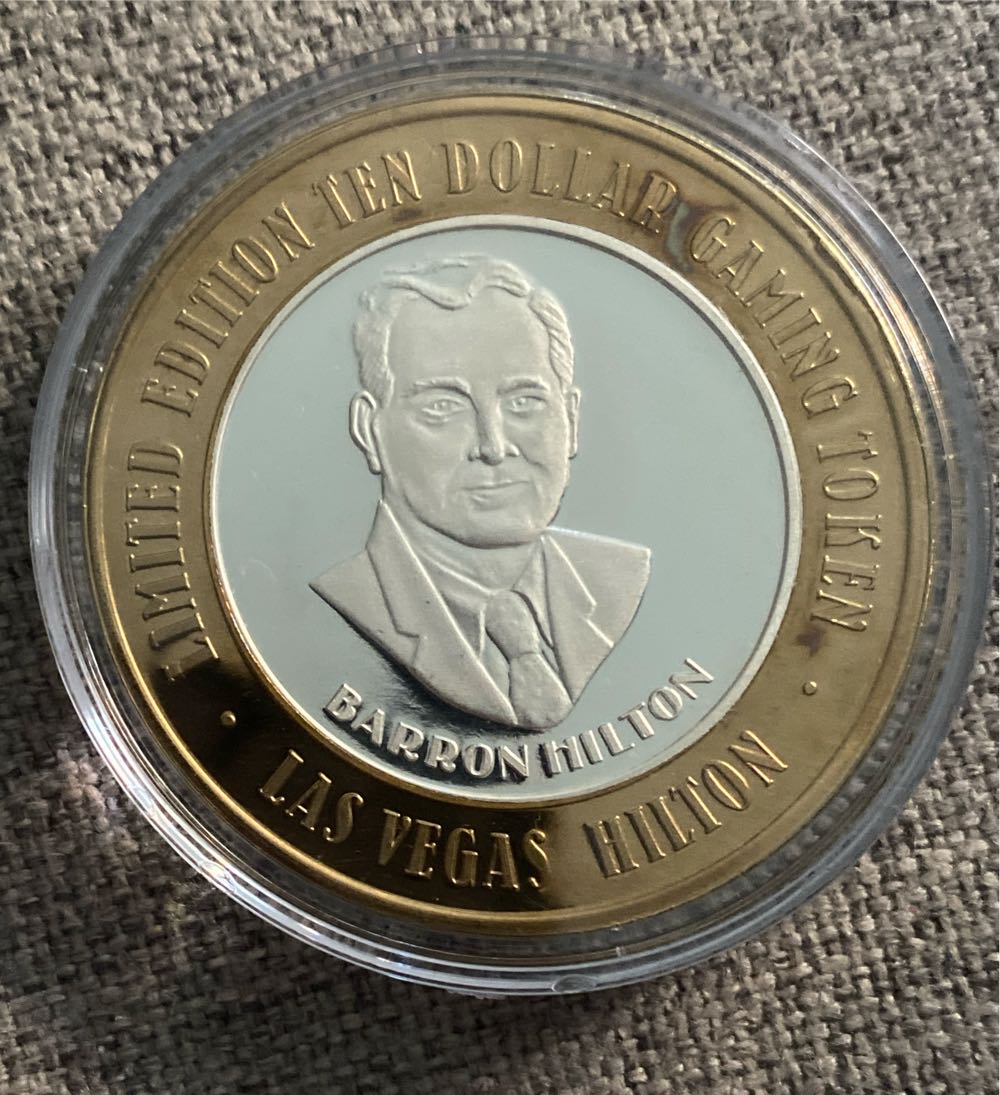 LIMITED EDITION TEN DOLLAR GAMING TOKEN
BARRON HILTON
• LAS VEGAS HILTON •